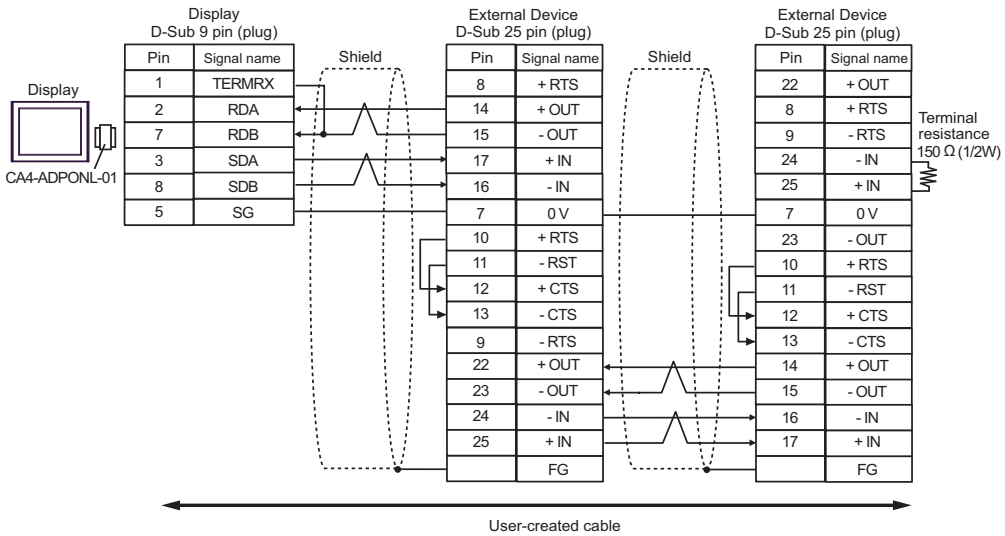 Display
D-Sub 9 pin (plug)
External Device
D-Sub 25 pin (plug)
External Device
D-Sub 25 pin (plug)
Pin Signal name
1 TERMRX
2 RDA
7 RDB
3 SDA
8 SDB
5 SG
Display
CA4-ADPONL-01
Shield
Pin Signal name
8 + RTS
14 + OUT
15 - OUT
17 + IN
16 - IN
7 0 V
10 + RTS
11 - RST
12 + CTS
13 - CTS
9 - RTS
22 + OUT
23 - OUT
24 - IN
25 + IN
FG
Shield
Pin Signal name
22 + OUT
8 + RTS
9 - RTS
24 - IN
25 + IN
7 0 V
23 - OUT
10 + RTS
11 - RST
12 + CTS
13 - CTS
14 + OUT
15 - OUT
16 - IN
17 + IN
FG
Terminal
resistance
150 Ω (1/2W)
User-created cable